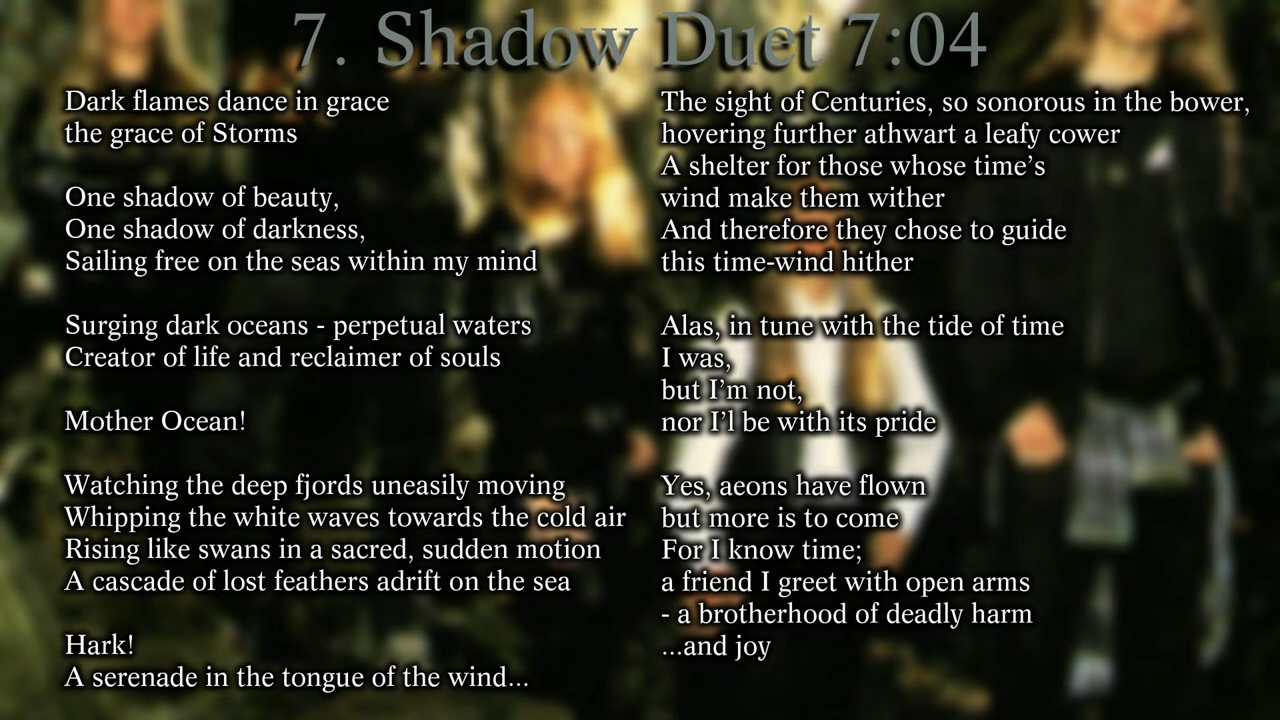 7. Shadow Duet 7:04
Dark flames dance in grace
the grace of Storms
One shadow of beauty,
One shadow of darkness,
Sailing free on the seas within my mind
Surging dark oceans - perpetual waters
Creator of life and reclaimer of souls
Mother Ocean!
Watching the deep fjords uneasily moving
Whipping the white waves towards the cold air
Rising like swans in a sacred, sudden motion
A cascade of lost feathers adrift on the sea
Hark!
A serenade in the tongue of the wind...
The sight of Centuries, so sonorous in the bower,
hovering further athwart a leafy cower
A shelter for those whose time’s
wind make them wither
And therefore they chose to guide
this time-wind hither
Alas, in tune with the tide of time
I was,
but I’m not,
nor I’l be with its pride
Yes, aeons have flown
but more is to come
For I know time;
a friend I greet with open arms
- a brotherhood of deadly harm
...and joy